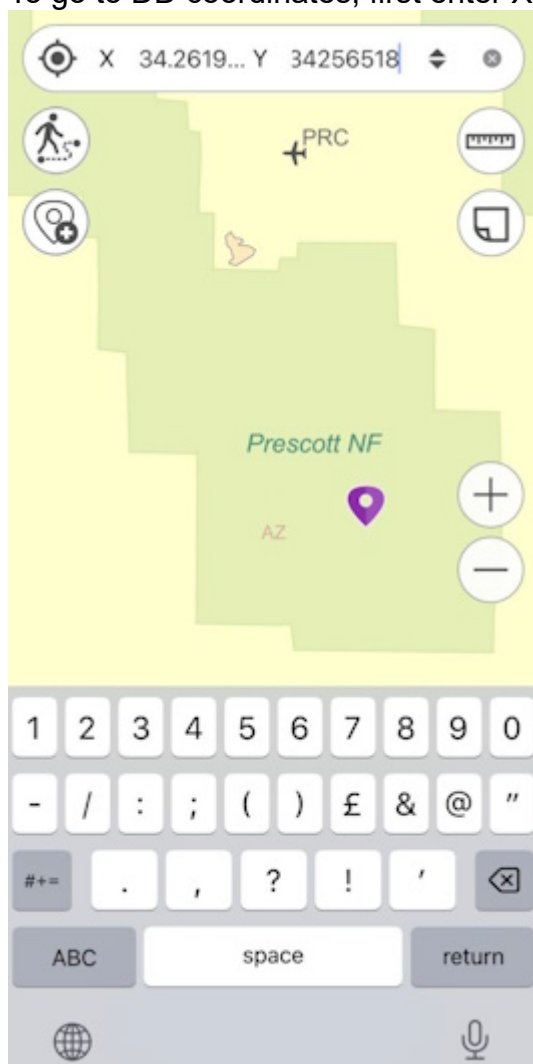 To go to DD coordinates, first enter X
X 34.2619... Y 34256518
PRC
Prescott NF
AZ
1 2 3 4 5 6 7 8 9 0
- / : ; ( ) £ & @ "
#+= . , ? ! '
ABC space return